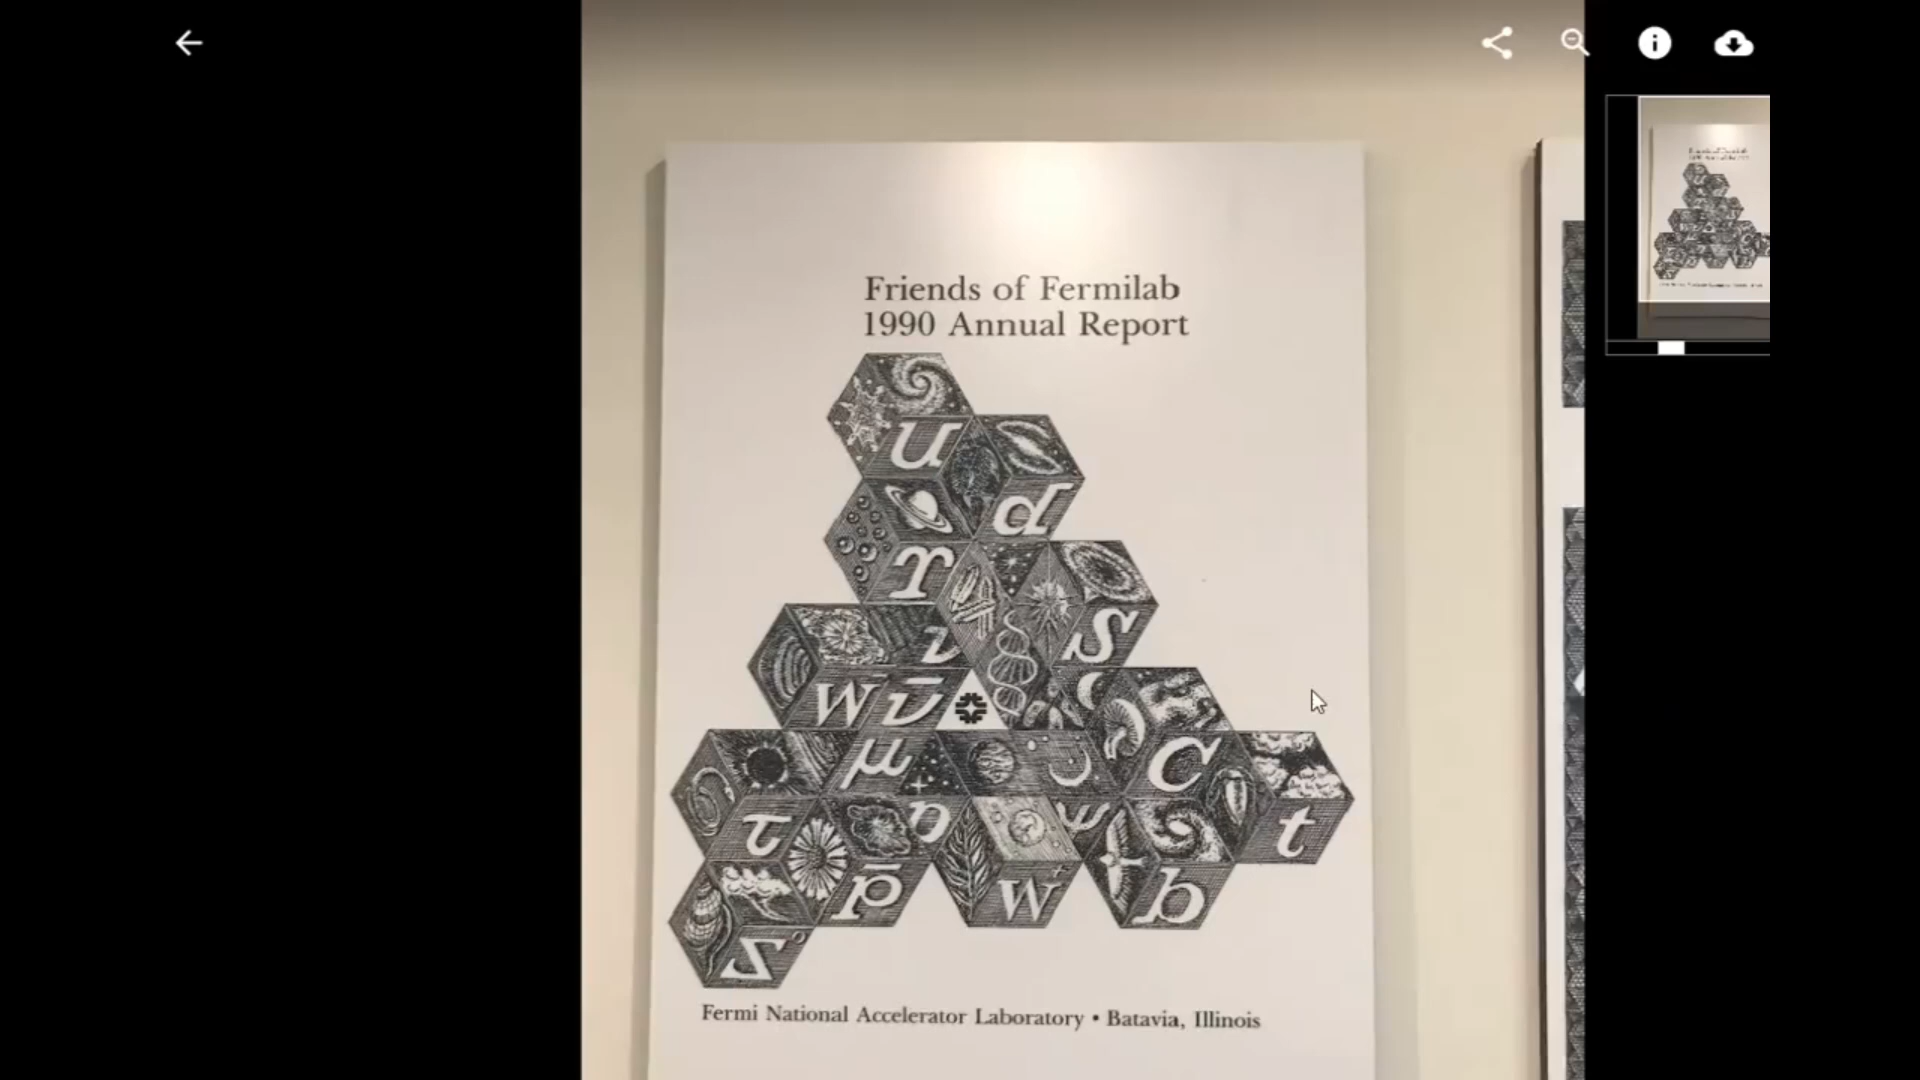 Friends of Fermilab
1990 Annual Report
u
d
ϒ
ν
s
W⁻
ν̄
μ
c
τ
p
ψ
t
p̄
W⁺
b
Z°
Fermi National Accelerator Laboratory • Batavia, Illinois